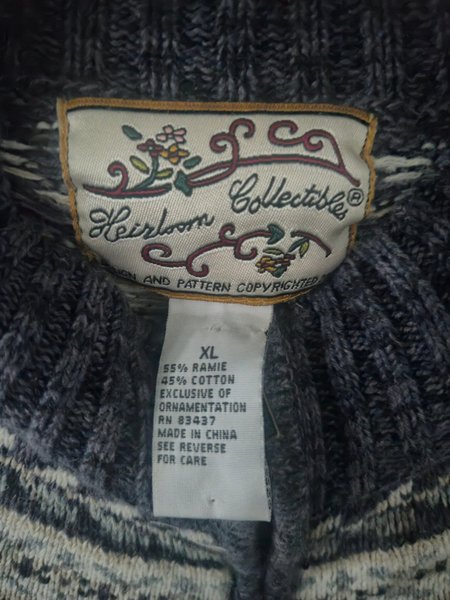 Heirloom Collectibles®
AND PATTERN COPYRIGHTED
XL
55% RAMIE
45% COTTON
EXCLUSIVE OF
ORNAMENTATION
RN 83437
MADE IN CHINA
SEE REVERSE
FOR CARE